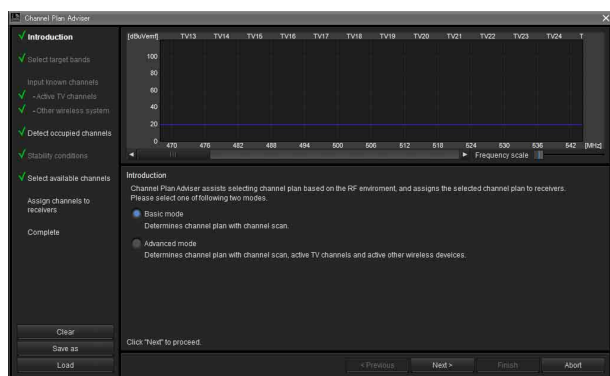 Channel Plan Adviser
Introduction
Select target bands
Input known channels
- Active TV channels
- Other wireless system
Detect occupied channels
Stability conditions
Select available channels
Assign channels to
receivers
Complete
Clear
Save as
Load
[dBuVemf] TV13 TV14 TV15 TV16 TV17 TV18 TV19 TV20 TV21 TV22 TV23 TV24 T
100
80
60
40
20
0
470 476 482 488 494 500 506 512 518 524 530 536 542 [MHz]
Frequency scale
Introduction
Channel Plan Adviser assists selecting channel plan based on the RF enviroment, and assigns the selected channel plan to receivers.
Please select one of following two modes.
Basic mode
Determines channel plan with channel scan.
Advanced mode
Determines channel plan with channel scan, active TV channels and active other wireless deveices.
Click "Next" to proceed.
< Previous Next > Finish Abort